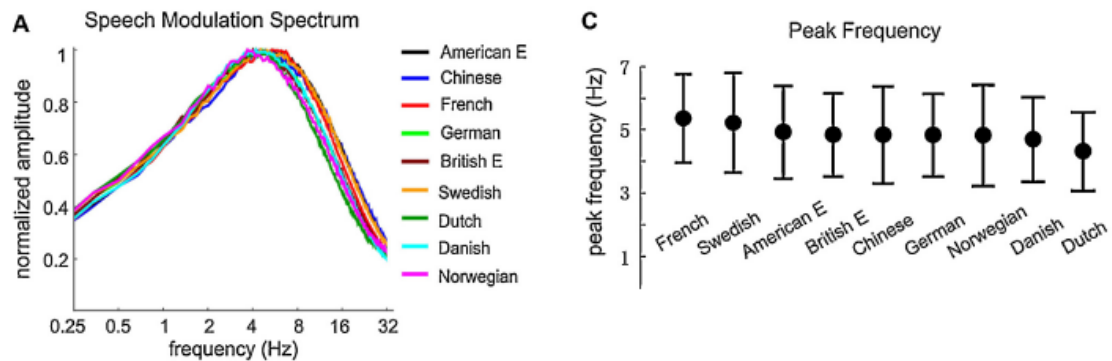 A
Speech Modulation Spectrum
normalized amplitude
1
0.8
0.6
0.4
0.2
0.25 0.5 1 2 4 8 16 32
frequency (Hz)
American E
Chinese
French
German
British E
Swedish
Dutch
Danish
Norwegian
C
Peak Frequency
peak frequency (Hz)
7
5
3
1
French Swedish American E British E Chinese German Norwegian Danish Dutch